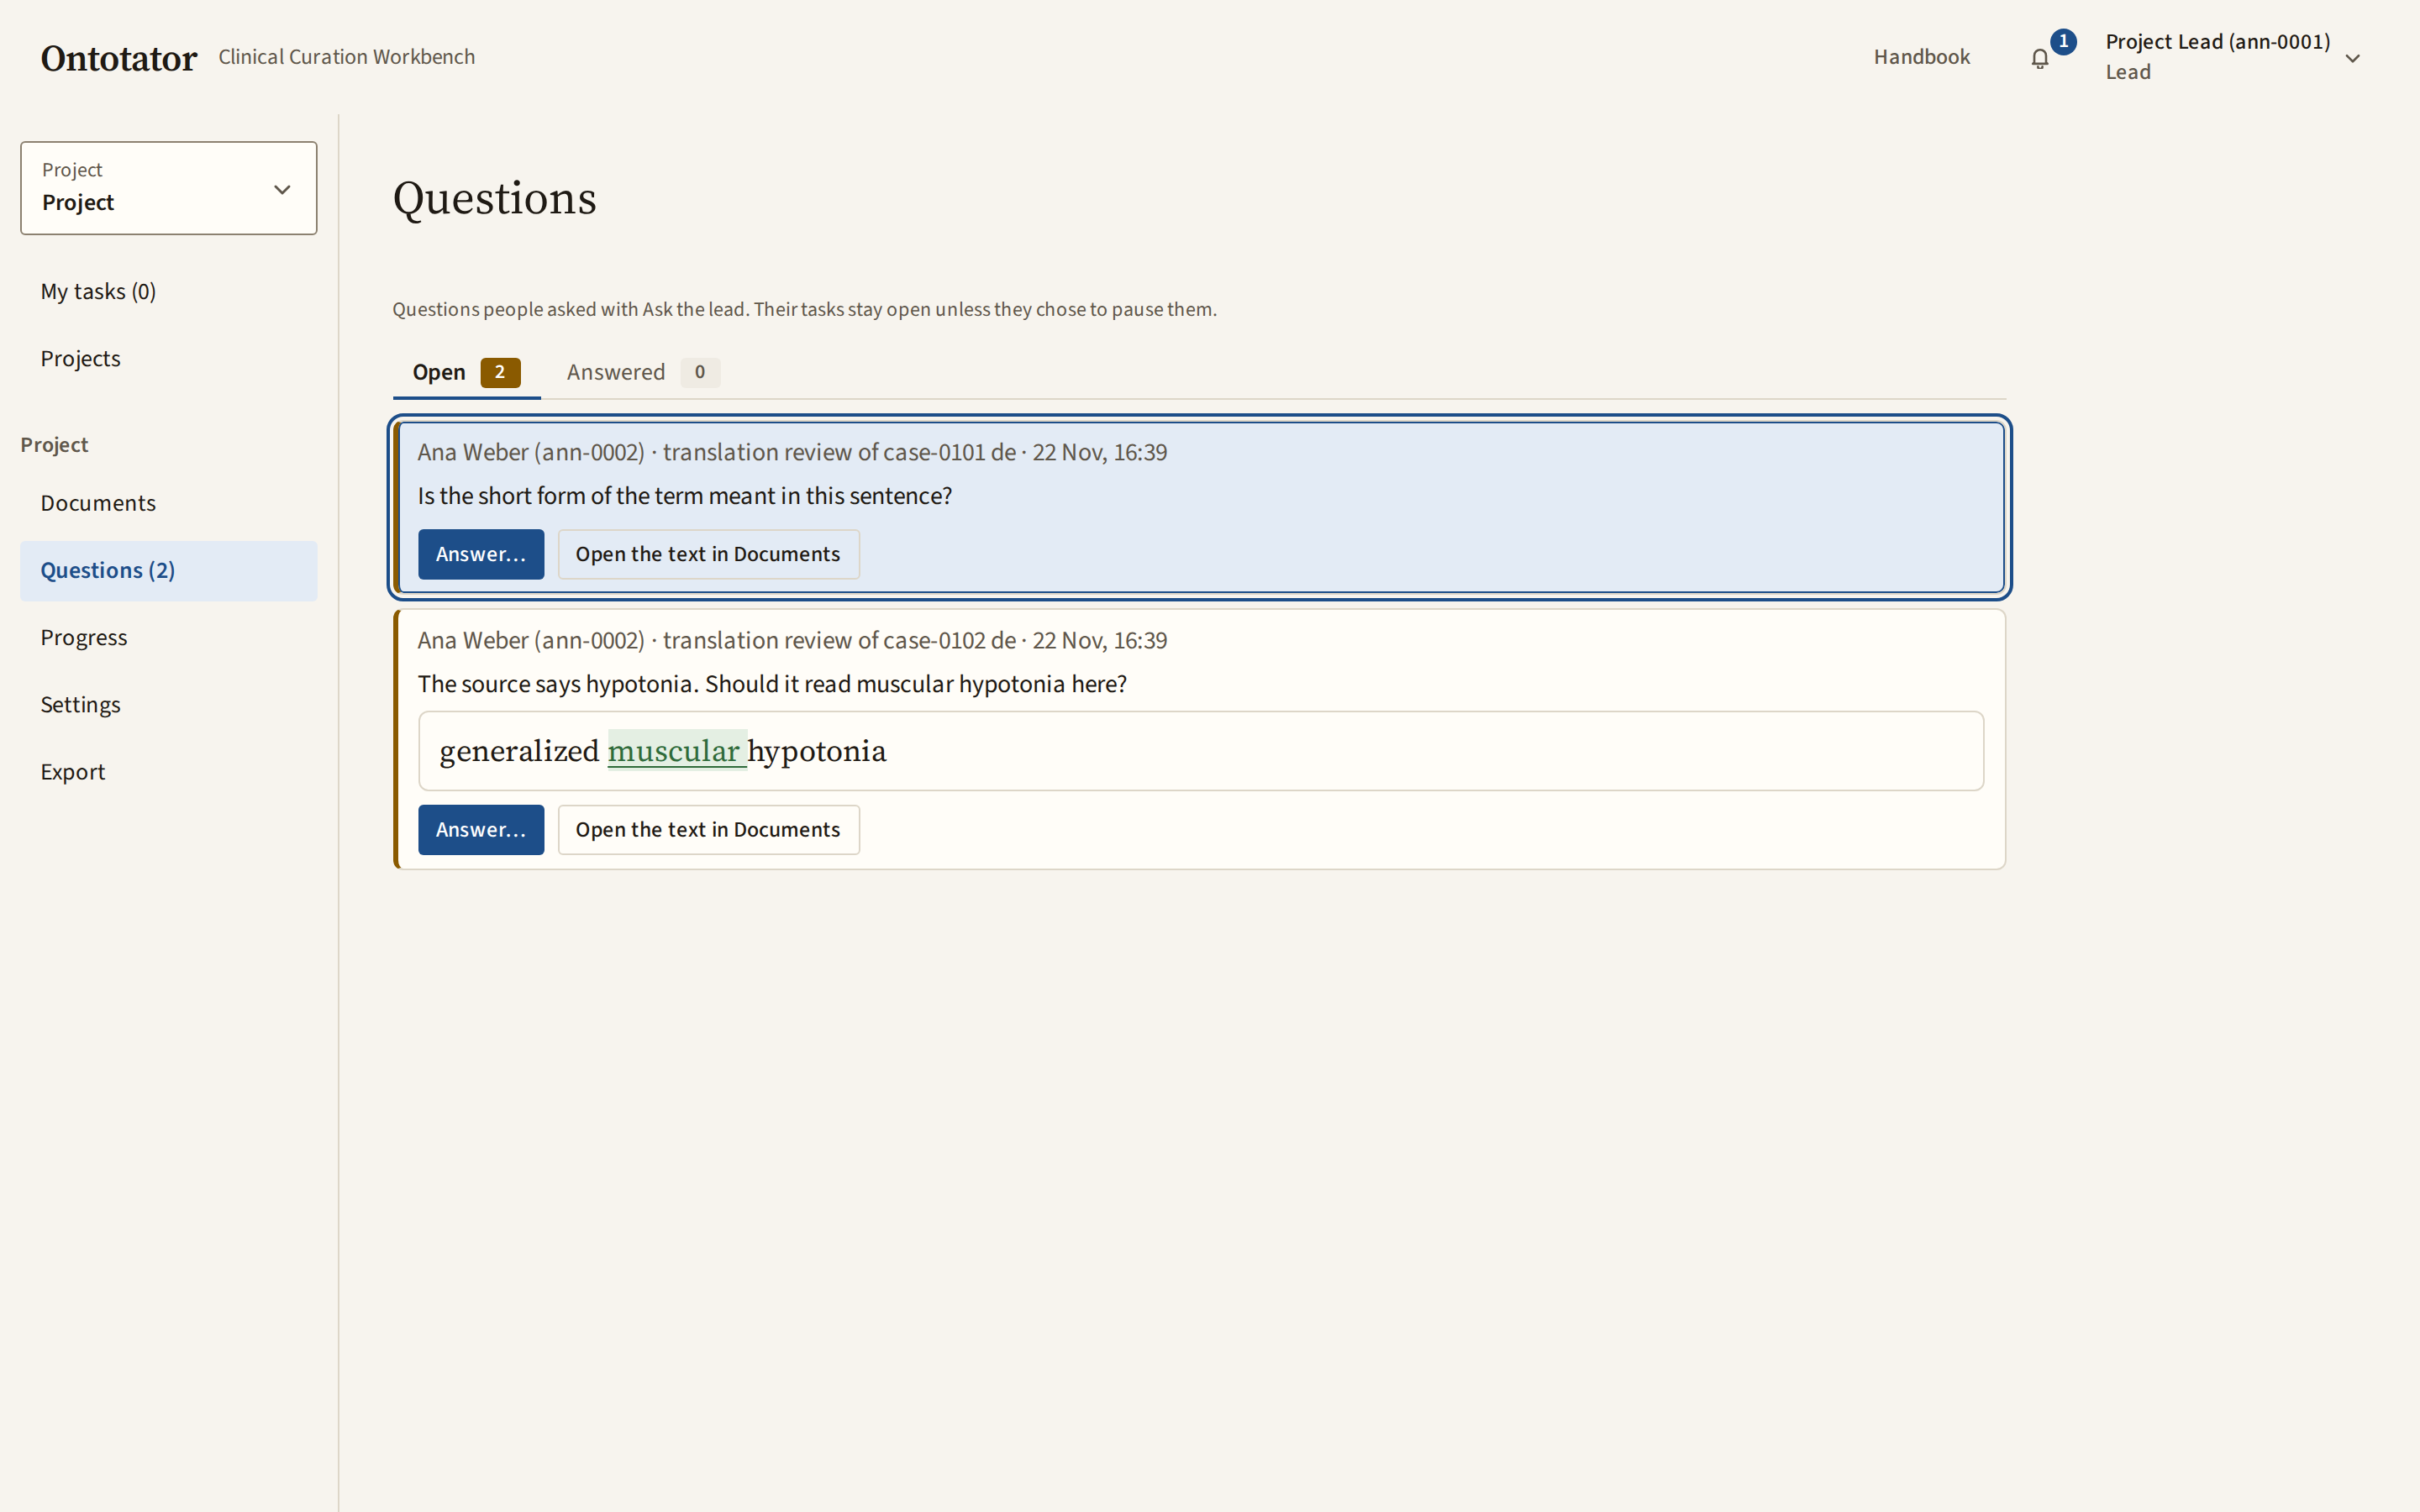 Ontotator Clinical Curation Workbench
Handbook
1
Project Lead (ann-0001)
Lead
Project
Project
My tasks (0)
Projects
Project
Documents
Questions (2)
Progress
Settings
Export
Questions
Questions people asked with Ask the lead. Their tasks stay open unless they chose to pause them.
Open 2 Answered 0
Ana Weber (ann-0002) · translation review of case-0101 de · 22 Nov, 16:39
Is the short form of the term meant in this sentence?
Answer… Open the text in Documents
Ana Weber (ann-0002) · translation review of case-0102 de · 22 Nov, 16:39
The source says hypotonia. Should it read muscular hypotonia here?
generalized muscular hypotonia
Answer… Open the text in Documents